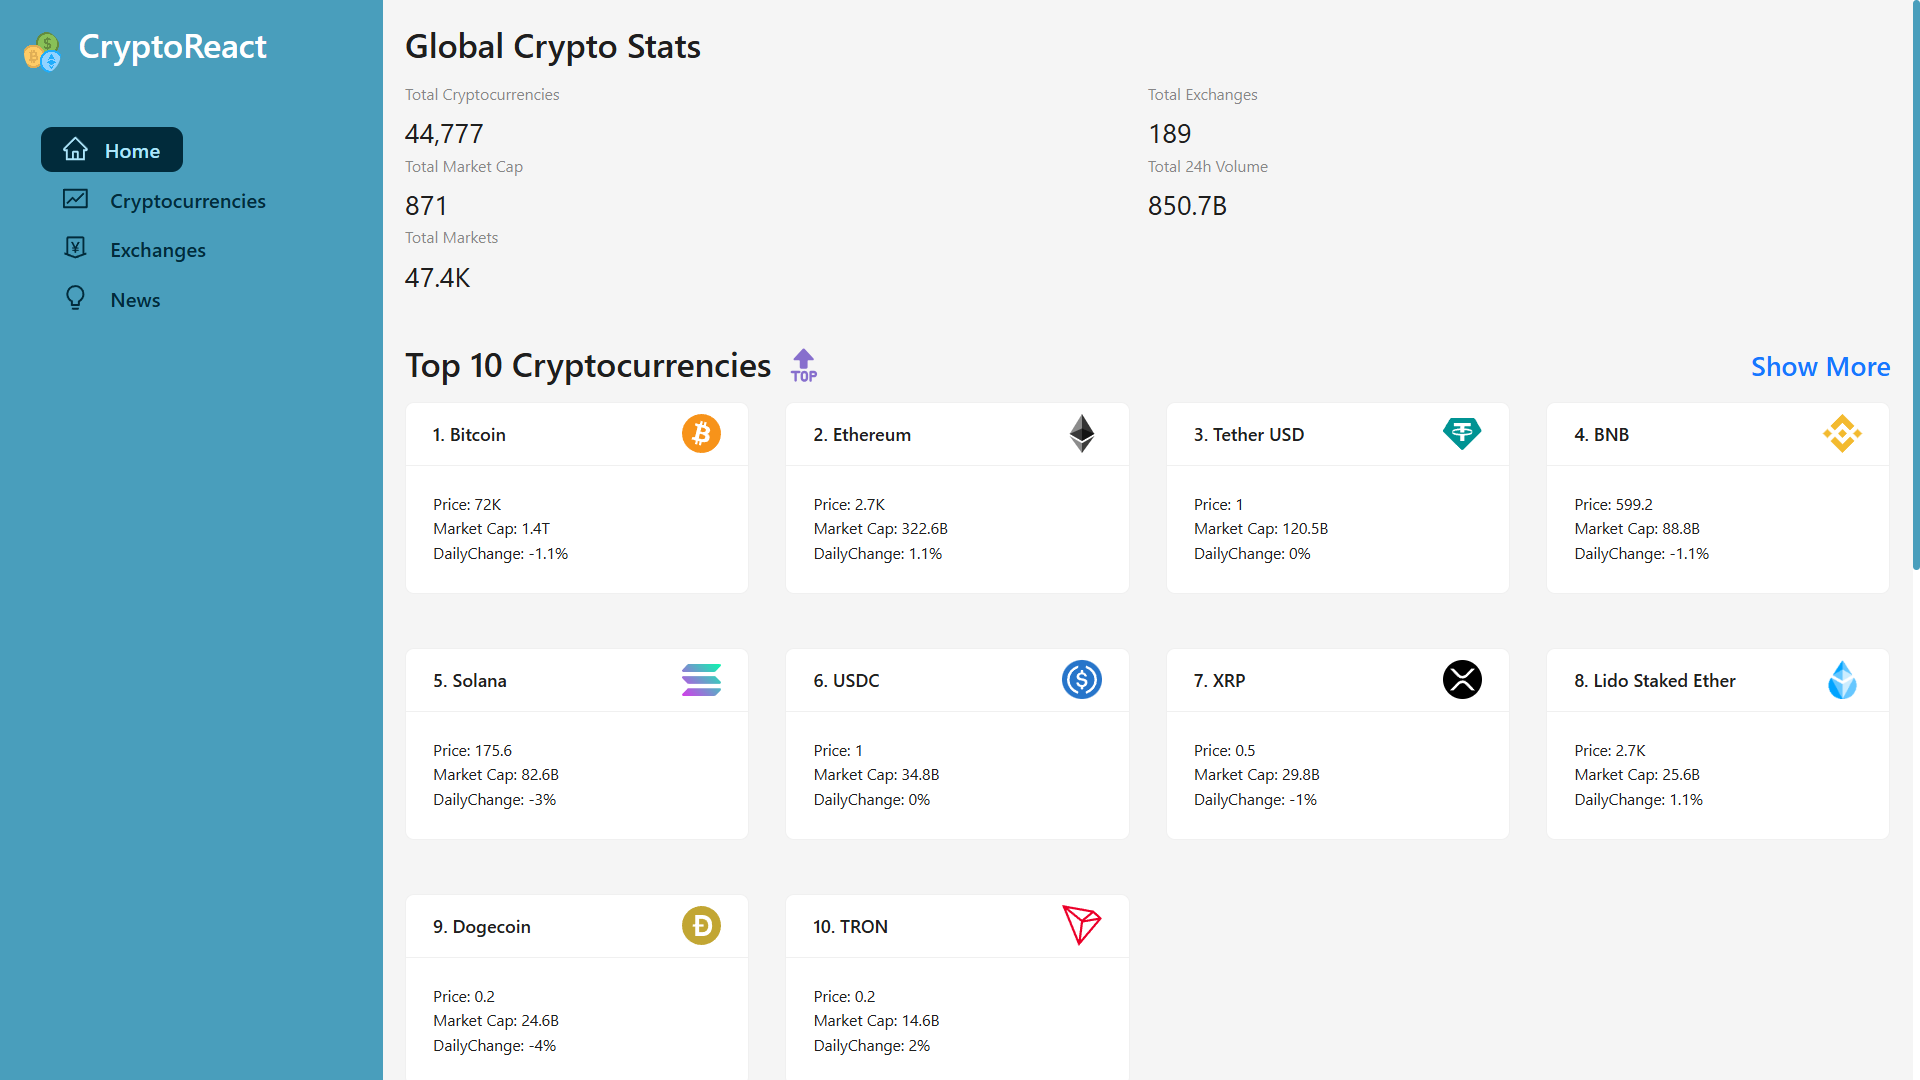 CryptoReact
Home
Cryptocurrencies
Exchanges
News
Global Crypto Stats
Total Cryptocurrencies
44,777
Total Exchanges
189
Total Market Cap
871
Total 24h Volume
850.7B
Total Markets
47.4K
Top 10 Cryptocurrencies
TOP
Show More
1. Bitcoin
Price: 72K
Market Cap: 1.4T
DailyChange: -1.1%
2. Ethereum
Price: 2.7K
Market Cap: 322.6B
DailyChange: 1.1%
3. Tether USD
Price: 1
Market Cap: 120.5B
DailyChange: 0%
4. BNB
Price: 599.2
Market Cap: 88.8B
DailyChange: -1.1%
5. Solana
Price: 175.6
Market Cap: 82.6B
DailyChange: -3%
6. USDC
Price: 1
Market Cap: 34.8B
DailyChange: 0%
7. XRP
Price: 0.5
Market Cap: 29.8B
DailyChange: -1%
8. Lido Staked Ether
Price: 2.7K
Market Cap: 25.6B
DailyChange: 1.1%
9. Dogecoin
Price: 0.2
Market Cap: 24.6B
DailyChange: -4%
10. TRON
Price: 0.2
Market Cap: 14.6B
DailyChange: 2%